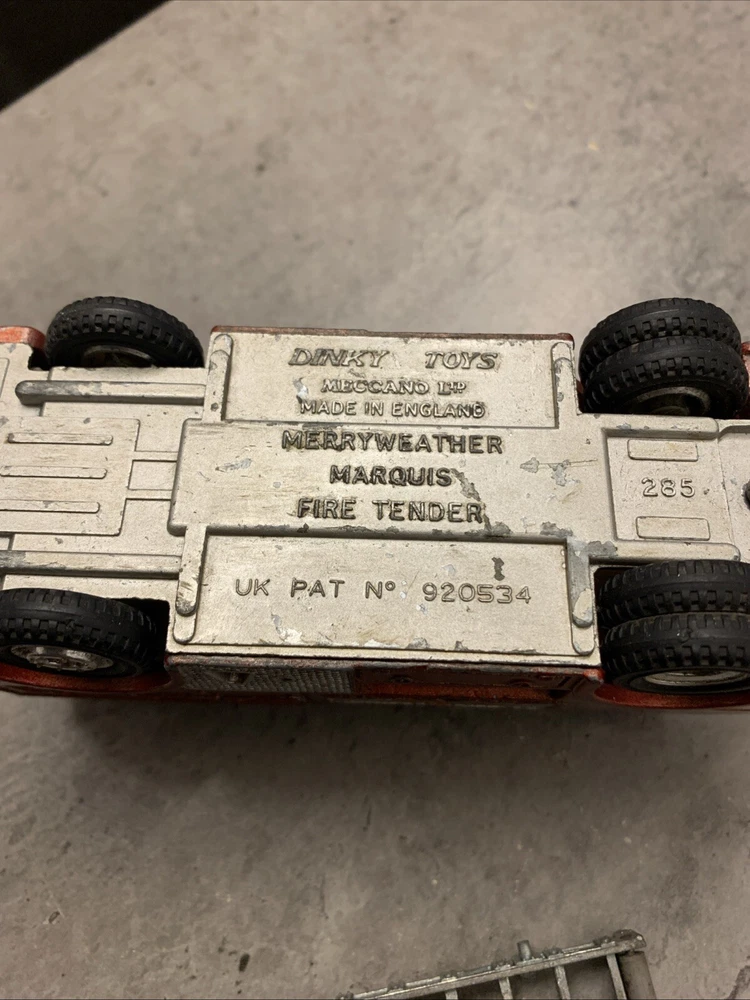 DINKY TOYS
MECCANO LTD
MADE IN ENGLAND
MERRYWEATHER
MARQUIS
FIRE TENDER
285
UK PAT Nº 920534